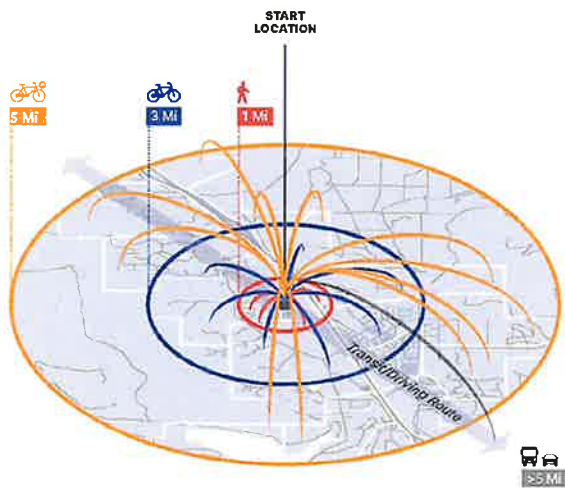 START
LOCATION
5 Mi
3 Mi
1 Mi
Transit/Driving Route
>5 Mi